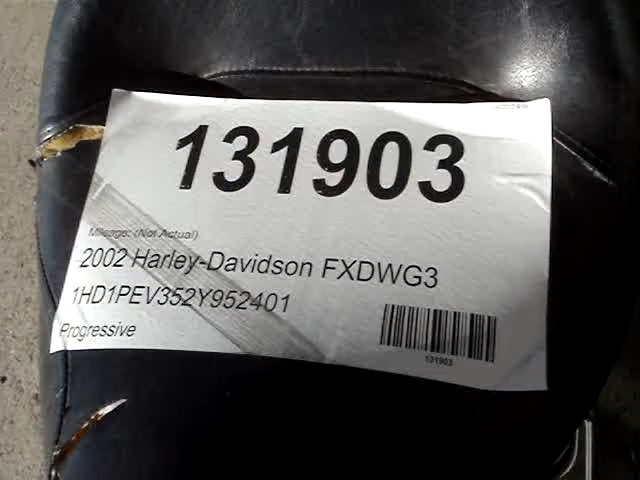 131903
Mileage: (Not Actual)
2002 Harley-Davidson FXDWG3
1HD1PEV352Y952401
Progressive
131903